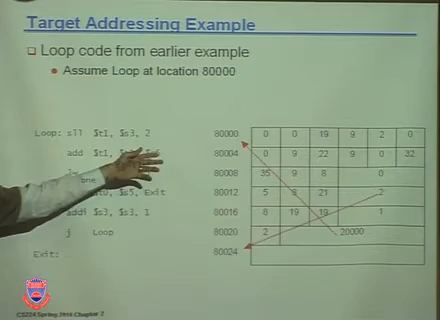 Target Addressing Example
Loop code from earlier example
Assume Loop at location 80000
Loop: sll $t1, $s3, 2 80000 0 0 19 9 2 0
add $t1, 80004 0 9 22 9 0 32
80008 35 9 8 0
$s5, Exit 80012 5 8 21 2
addi $s3, $s3, 1 80016 8 19 19 1
j Loop 80020 2 20000
Exit: 80024
CS224 Spring 2010 Chapter 2